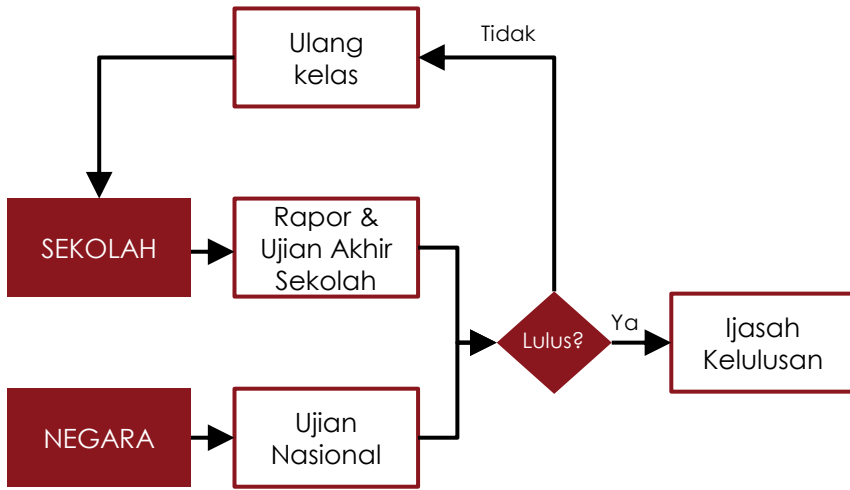 Ulang
kelas
Tidak
SEKOLAH
Rapor &
Ujian Akhir
Sekolah
Lulus?
Ya
Ijasah
Kelulusan
NEGARA
Ujian
Nasional